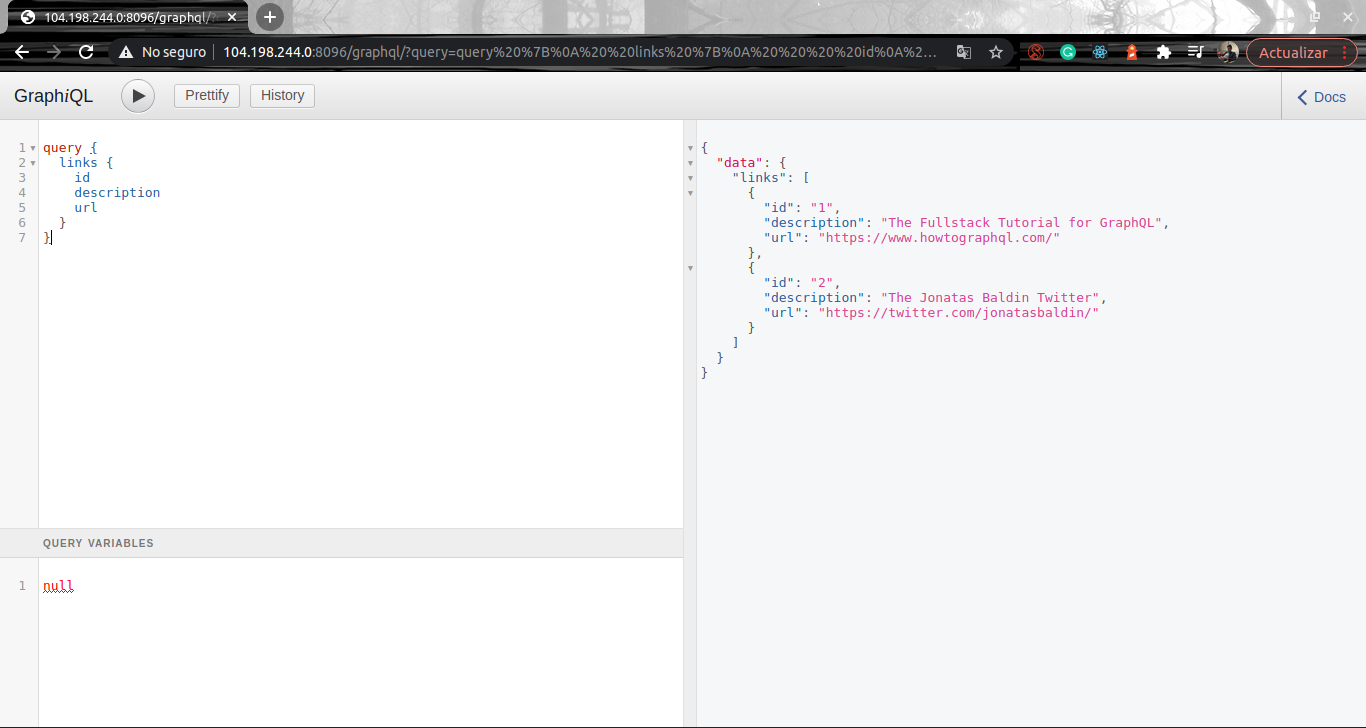 104.198.244.0:8096/graphql/?
No seguro
104.198.244.0:8096/graphql/?query=query%20%7B%0A%20%20links%20%7B%0A%20%20%20%20id%0A%2...
Actualizar
GraphiQL
Prettify
History
Docs
1 query {
2 links {
3 id
4 description
5 url
6 }
7 }
{
"data": {
"links": [
{
"id": "1",
"description": "The Fullstack Tutorial for GraphQL",
"url": "https://www.howtographql.com/"
},
{
"id": "2",
"description": "The Jonatas Baldin Twitter",
"url": "https://twitter.com/jonatasbaldin/"
}
]
}
}
QUERY VARIABLES
1 null